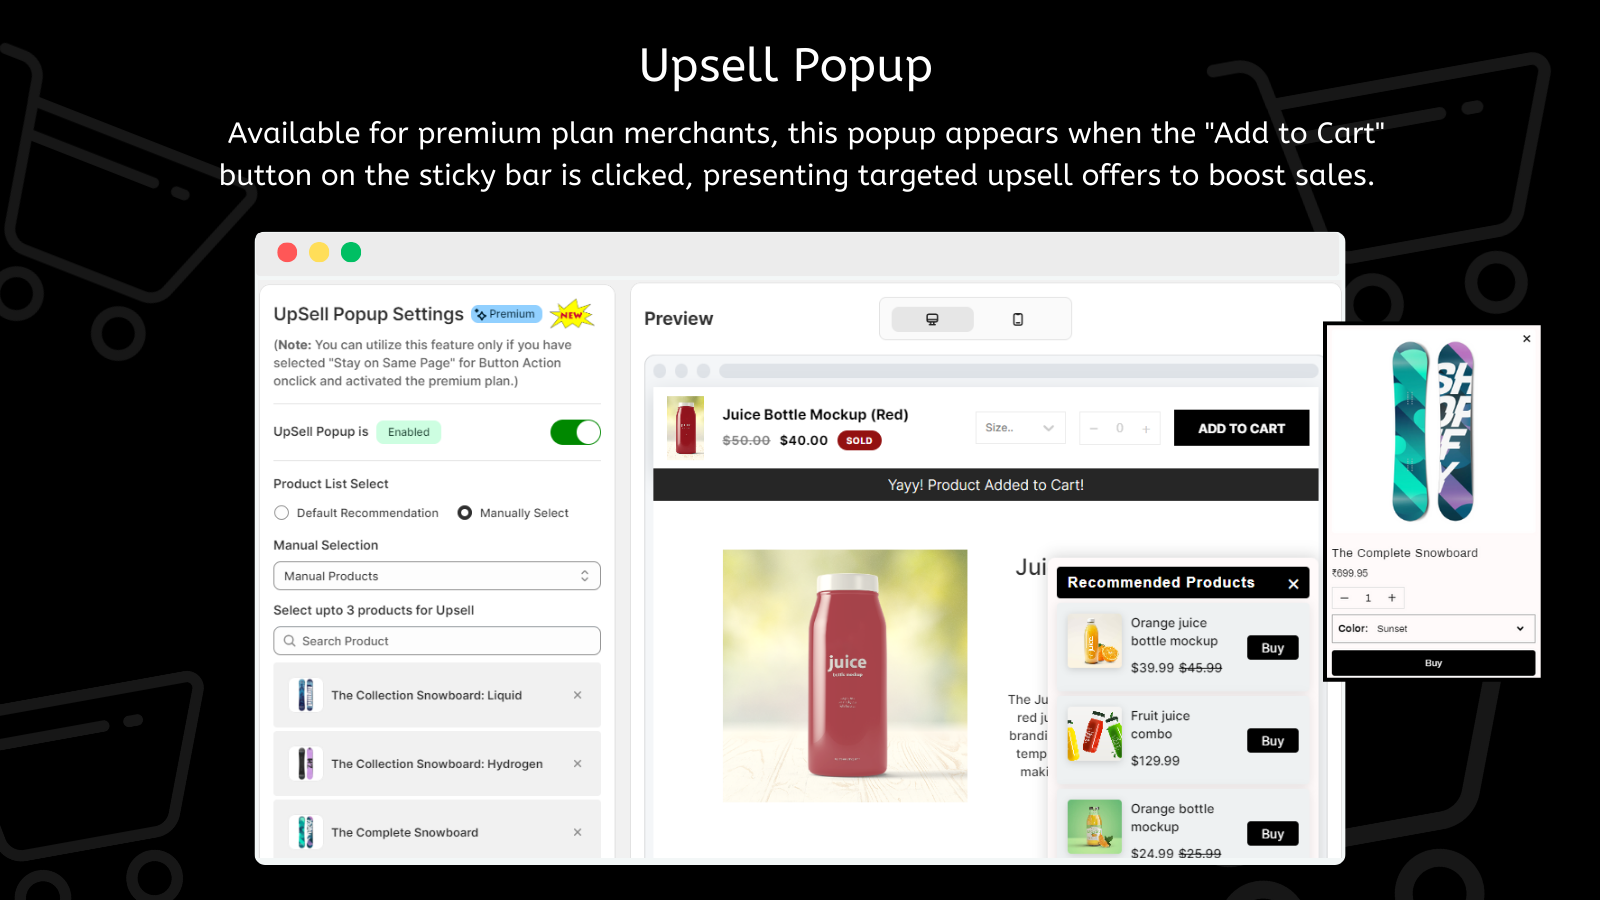 Upsell Popup
Available for premium plan merchants, this popup appears when the "Add to Cart"
button on the sticky bar is clicked, presenting targeted upsell offers to boost sales.
UpSell Popup Settings
Premium
NEW
(Note: You can utilize this feature only if you have
selected "Stay on Same Page" for Button Action
onclick and activated the premium plan.)
UpSell Popup is
Enabled
Product List Select
Default Recommendation
Manually Select
Manual Selection
Manual Products
Select upto 3 products for Upsell
Search Product
The Collection Snowboard: Liquid
The Collection Snowboard: Hydrogen
The Complete Snowboard
Preview
Juice Bottle Mockup (Red)
$50.00 $40.00 SOLD
Size..
− 0 +
ADD TO CART
Yayy! Product Added to Cart!
juice
bottle mockup
Jui
The Ju
red ju
brandi
temp
maki
Recommended Products
Orange juice
bottle mockup
$39.99 $45.99
Buy
Fruit juice
combo
$129.99
Buy
Orange bottle
mockup
$24.99 $25.99
Buy
The Complete Snowboard
₹699.95
− 1 +
Color: Sunset
Buy